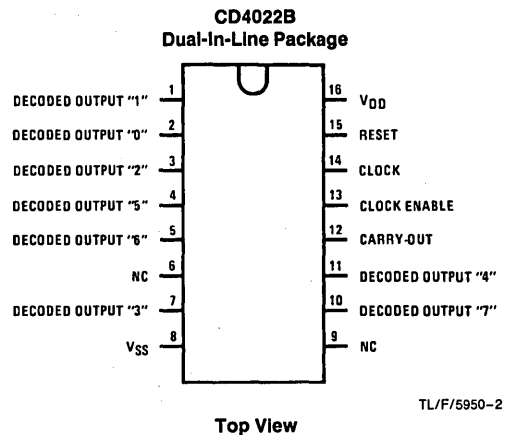 CD4022B
Dual-In-Line Package
DECODED OUTPUT "1" 1 16 VDD
DECODED OUTPUT "0" 2 15 RESET
DECODED OUTPUT "2" 3 14 CLOCK
DECODED OUTPUT "5" 4 13 CLOCK ENABLE
DECODED OUTPUT "6" 5 12 CARRY-OUT
NC 6 11 DECODED OUTPUT "4"
DECODED OUTPUT "3" 7 10 DECODED OUTPUT "7"
VSS 8 9 NC
TL/F/5950-2
Top View